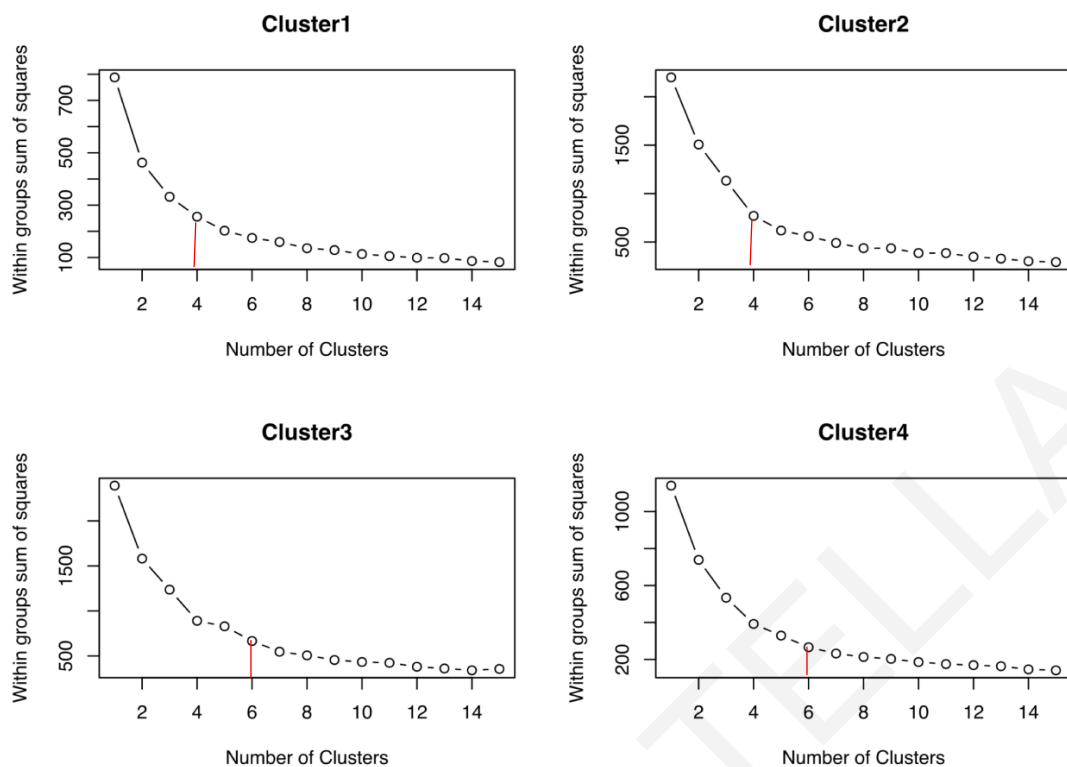 Cluster1
Within groups sum of squares
700
500
300
100
2 4 6 8 10 12 14
Number of Clusters
Cluster2
Within groups sum of squares
1500
500
2 4 6 8 10 12 14
Number of Clusters
Cluster3
Within groups sum of squares
1500
500
2 4 6 8 10 12 14
Number of Clusters
Cluster4
Within groups sum of squares
1000
600
200
2 4 6 8 10 12 14
Number of Clusters
TELLA